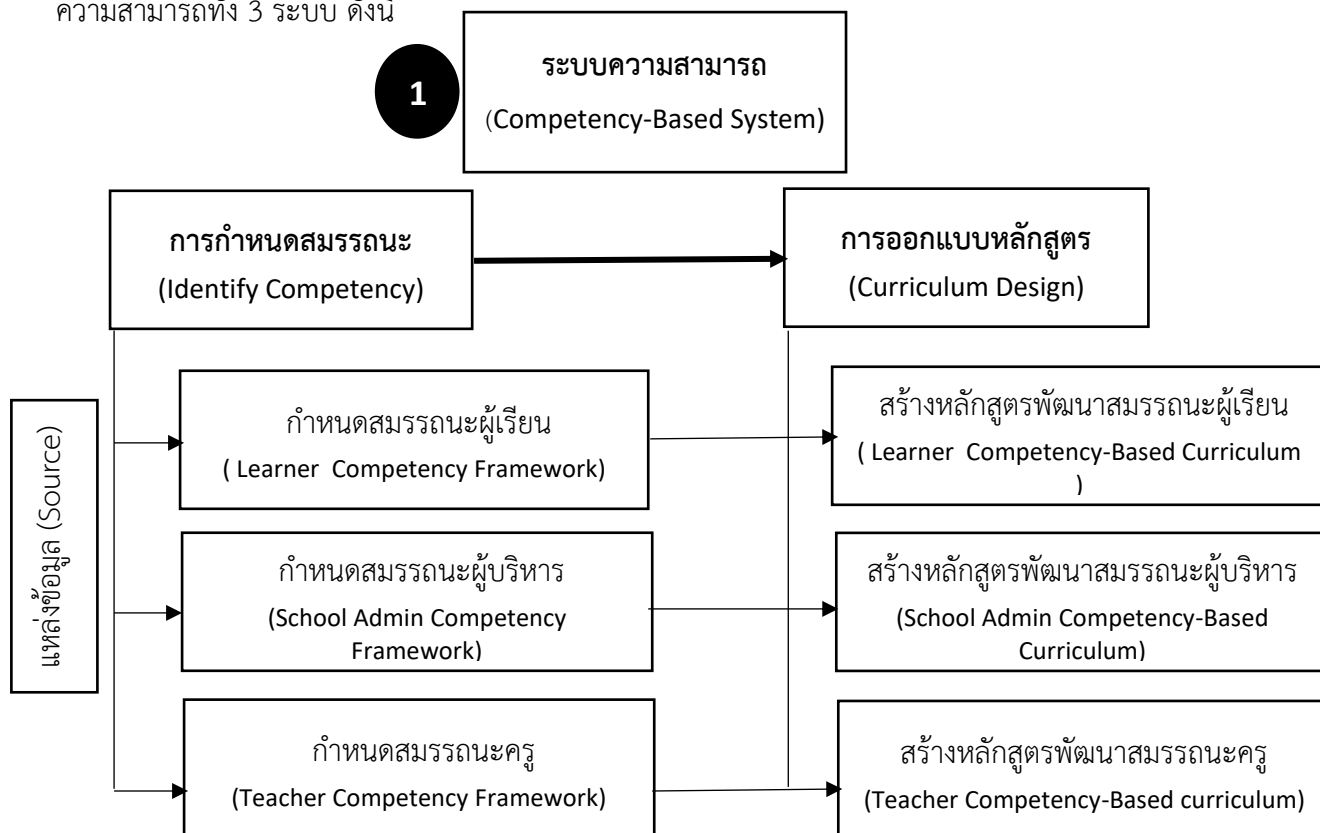 ความสามารถทั้ง 3 ระบบ ดังนี้
1
ระบบความสามารถ
(Competency-Based System)
การกำหนดสมรรถนะ
(Identify Competency)
การออกแบบหลักสูตร
(Curriculum Design)
แหล่งข้อมูล (Source)
กำหนดสมรรถนะผู้เรียน
( Learner Competency Framework)
สร้างหลักสูตรพัฒนาสมรรถนะผู้เรียน
( Learner Competency-Based Curriculum
)
กำหนดสมรรถนะผู้บริหาร
(School Admin Competency
Framework)
สร้างหลักสูตรพัฒนาสมรรถนะผู้บริหาร
(School Admin Competency-Based
Curriculum)
กำหนดสมรรถนะครู
(Teacher Competency Framework)
สร้างหลักสูตรพัฒนาสมรรถนะครู
(Teacher Competency-Based curriculum)